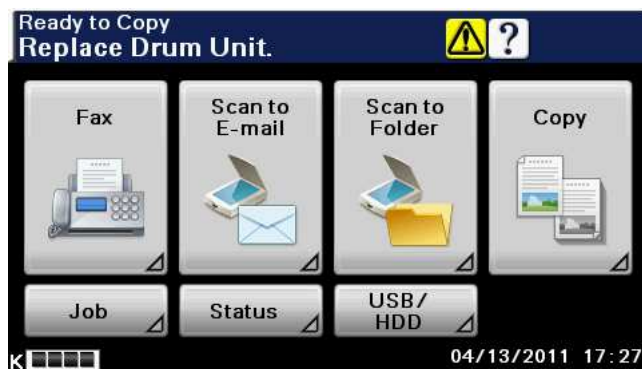 Ready to Copy
Replace Drum Unit.
?
Fax
Scan to
E-mail
Scan to
Folder
Copy
Job
Status
USB/
HDD
K
04/13/2011 17:27